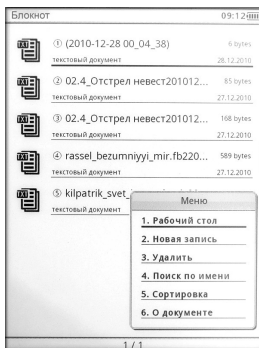 Блокнот 09:12
TXT ① (2010-12-28 00_04_38) 6 bytes
текстовый документ 28.12.2010
TXT ② 02.4_Отстрел невест201012... 85 bytes
текстовый документ 27.12.2010
TXT ③ 02.4_Отстрел невест201012... 168 bytes
текстовый документ 27.12.2010
TXT ④ rassel_bezumniyyi_mir.fb220... 589 bytes
текстовый документ 27.12.2010
TXT ⑤ kilpatrik_svet_
текстовый документ
Меню
1. Рабочий стол
2. Новая запись
3. Удалить
4. Поиск по имени
5. Сортировка
6. О документе
1 / 1